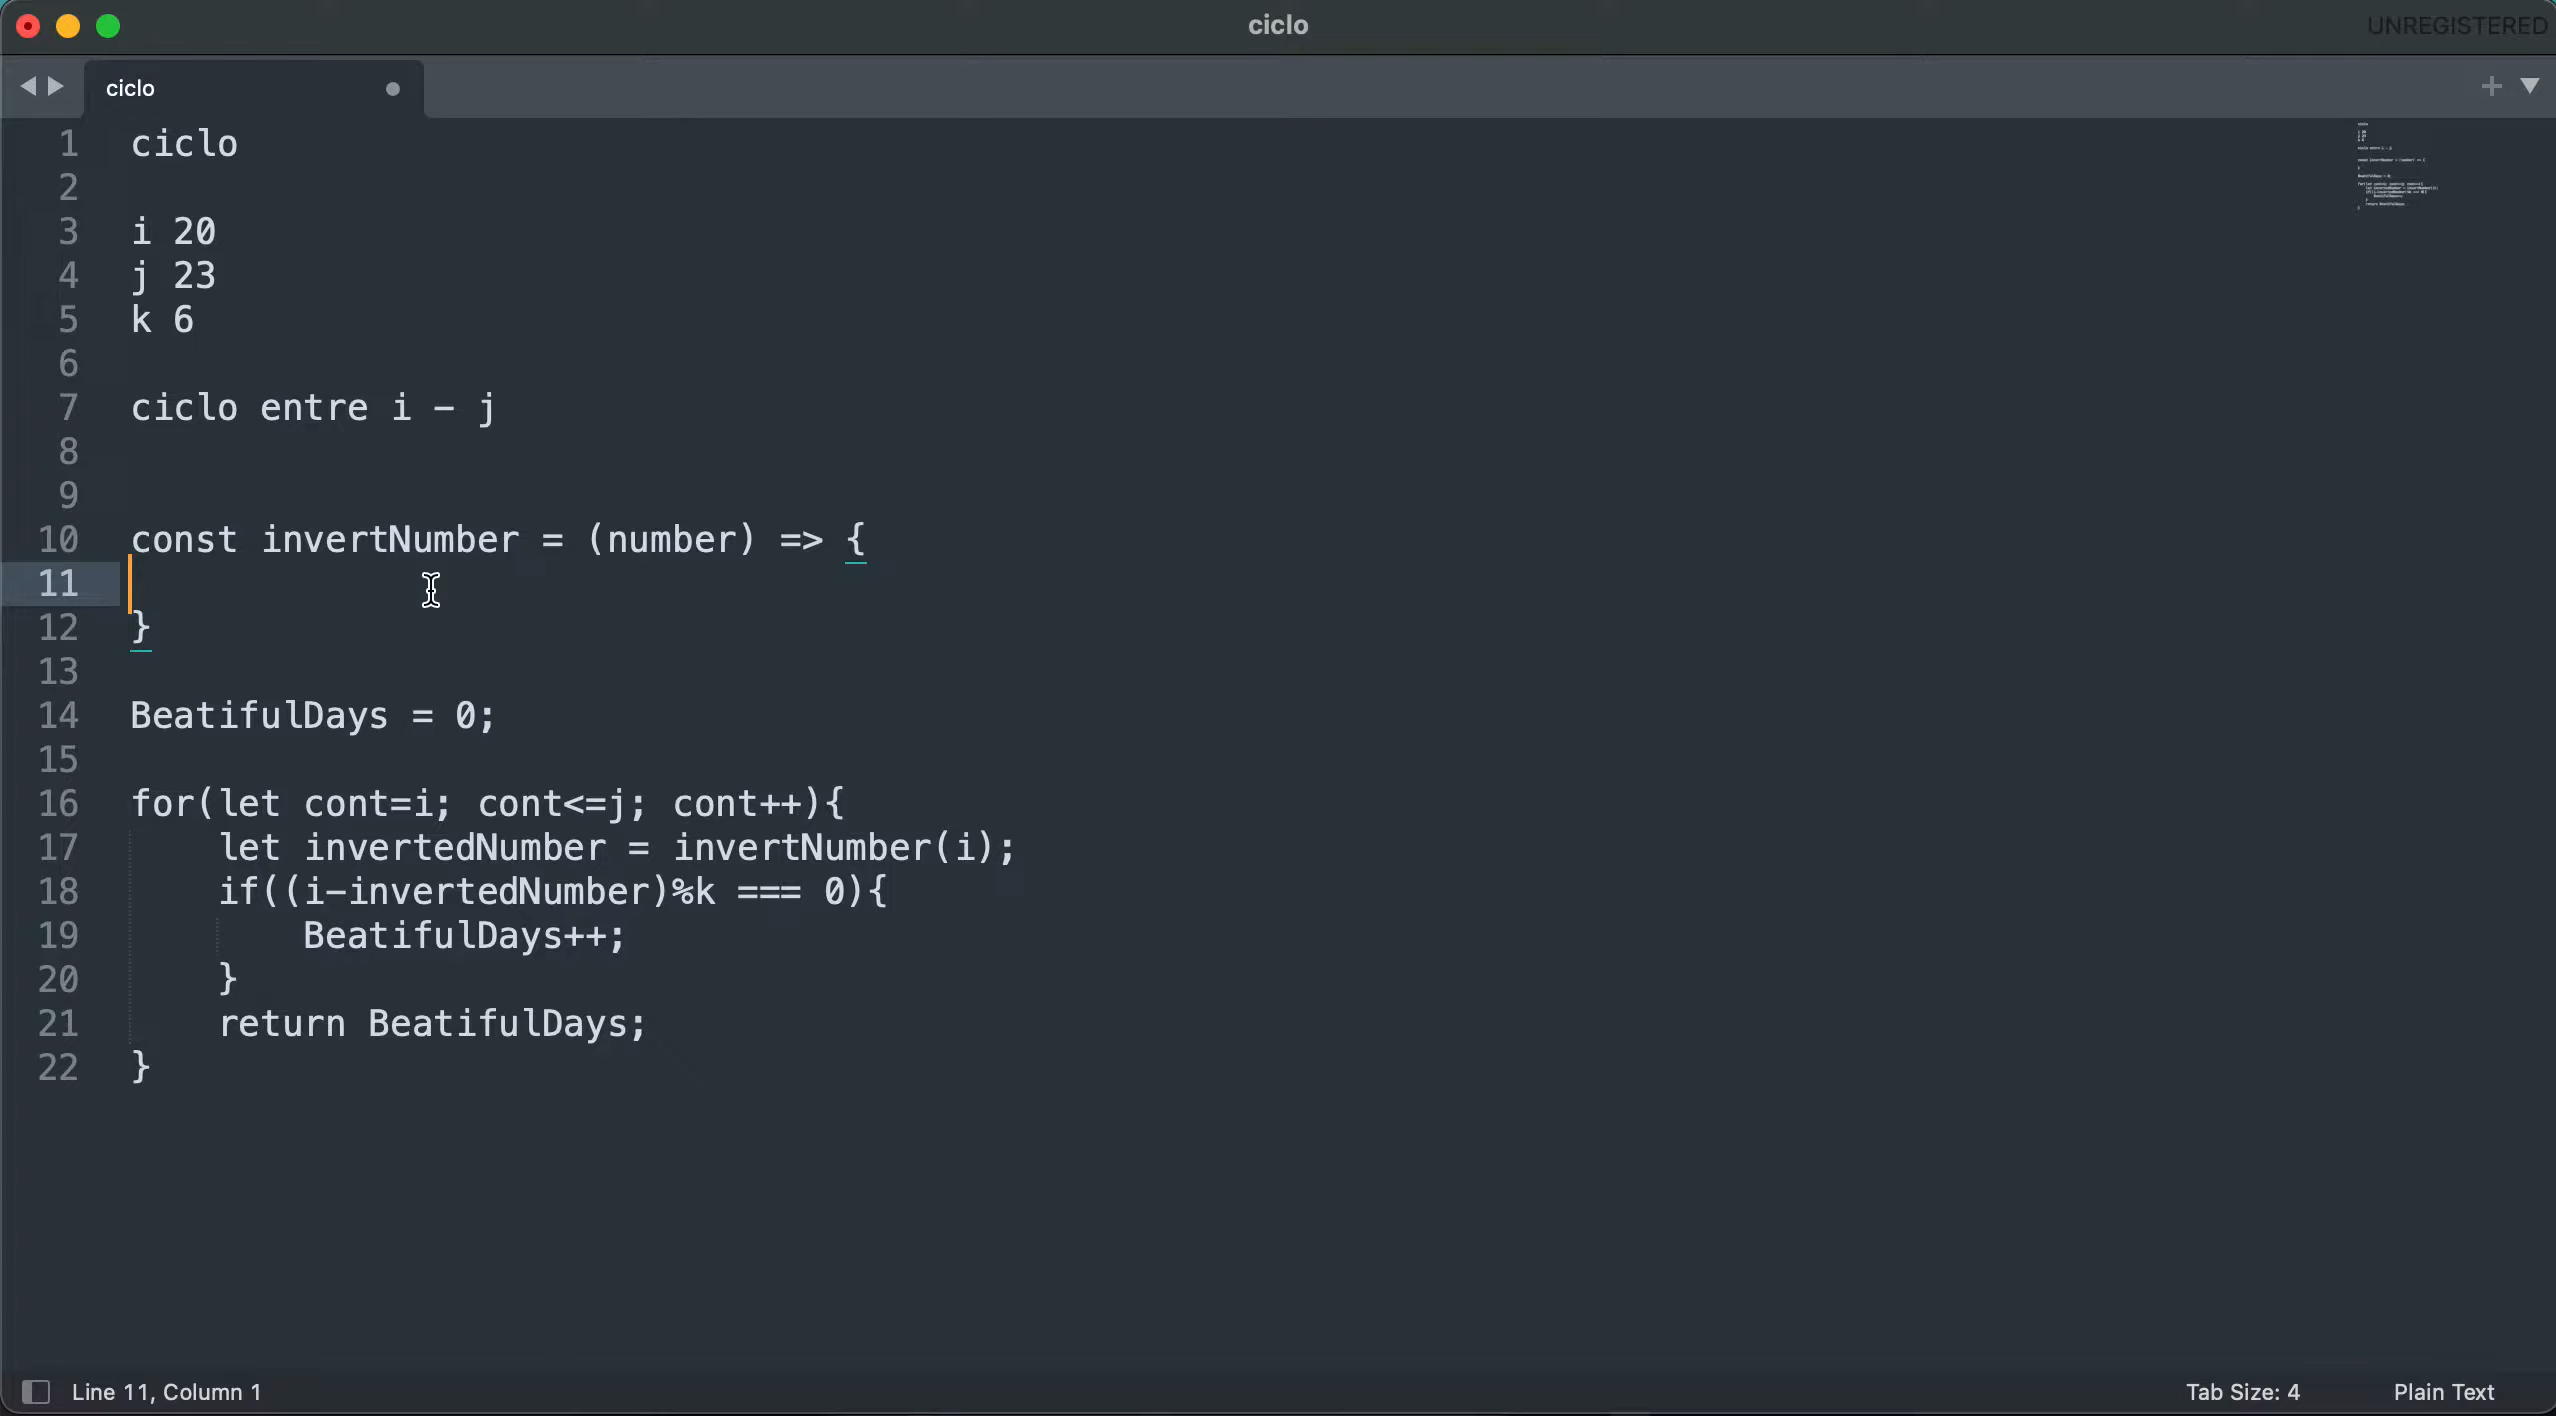 ciclo
UNREGISTERED
ciclo
1 ciclo
2
3 i 20
4 j 23
5 k 6
6
7 ciclo entre i - j
8
9
10 const invertNumber = (number) => {
11
12 }
13
14 BeatifulDays = 0;
15
16 for(let cont=i; cont<=j; cont++){
17     let invertedNumber = invertNumber(i);
18     if((i-invertedNumber)%k === 0){
19         BeatifulDays++;
20     }
21     return BeatifulDays;
22 }
Line 11, Column 1
Tab Size: 4
Plain Text